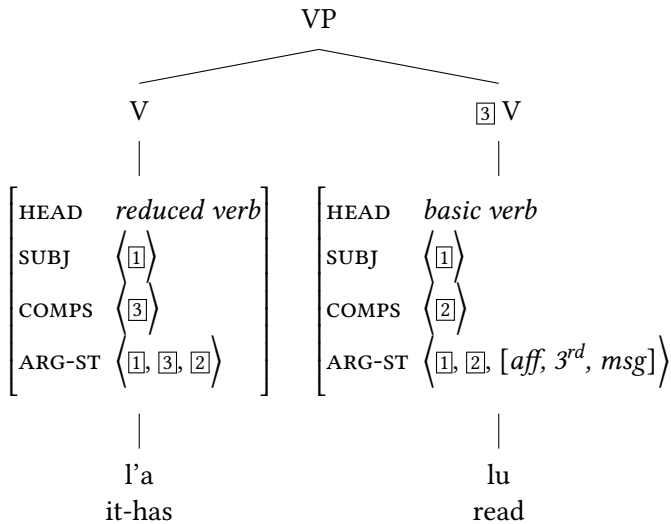 VP
V 3 V
HEAD reduced verb HEAD basic verb
SUBJ ⟨1⟩ SUBJ ⟨1⟩
COMPS ⟨3⟩ COMPS ⟨2⟩
ARG-ST ⟨1, 3, 2⟩ ARG-ST ⟨1, 2, [aff, 3rd, msg]⟩
l'a lu
it-has read